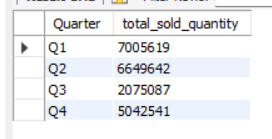 Quarter total_sold_quantity
Q1 7005619
Q2 6649642
Q3 2075087
Q4 5042541